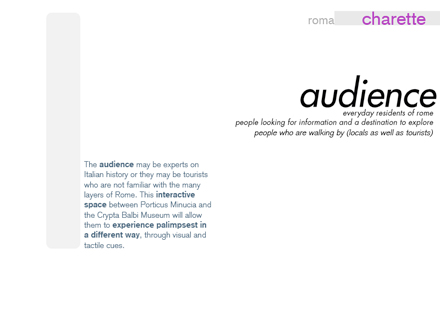 roma charette
audience
everyday residents of rome
people looking for information and a destination to explore
people who are walking by (locals as well as tourists)
The audience may be experts on
Italian history or they may be tourists
who are not familiar with the many
layers of Rome. This interactive
space between Porticus Minucia and
the Crypta Balbi Museum will allow
them to experience palimpsest in
a different way, through visual and
tactile cues.